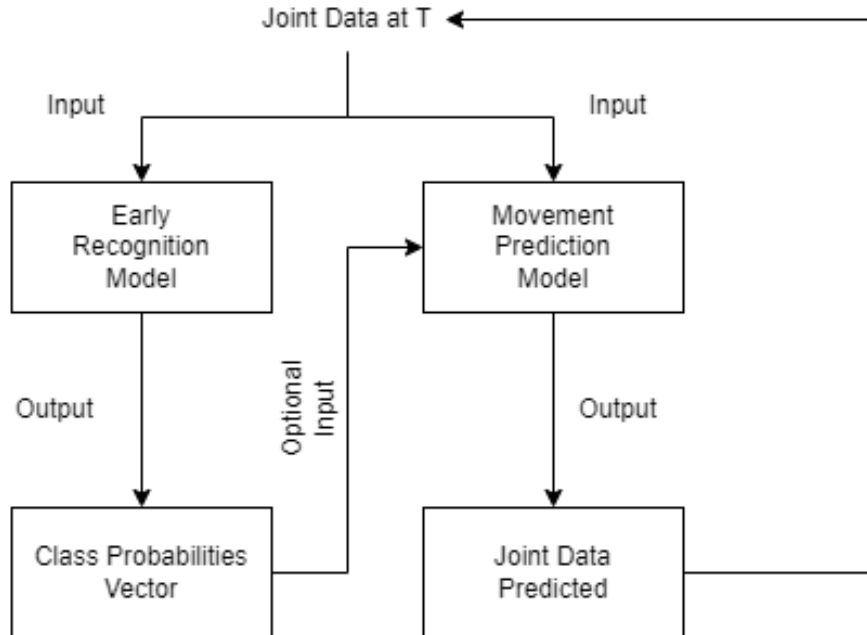 Joint Data at T
Input
Input
Early
Recognition
Model
Movement
Prediction
Model
Output
Optional
Input
Output
Class Probabilities
Vector
Joint Data
Predicted